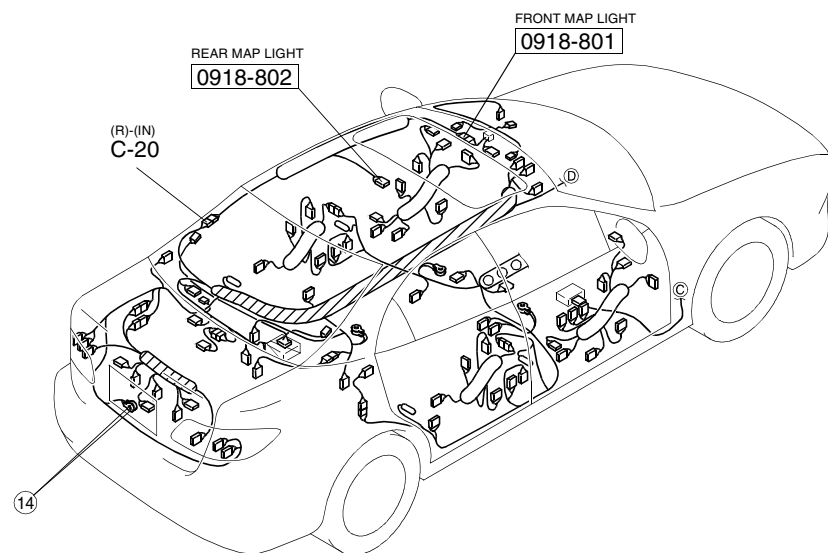 FRONT MAP LIGHT
0918-801
REAR MAP LIGHT
0918-802
(R)-(IN)
C-20
D
C
14